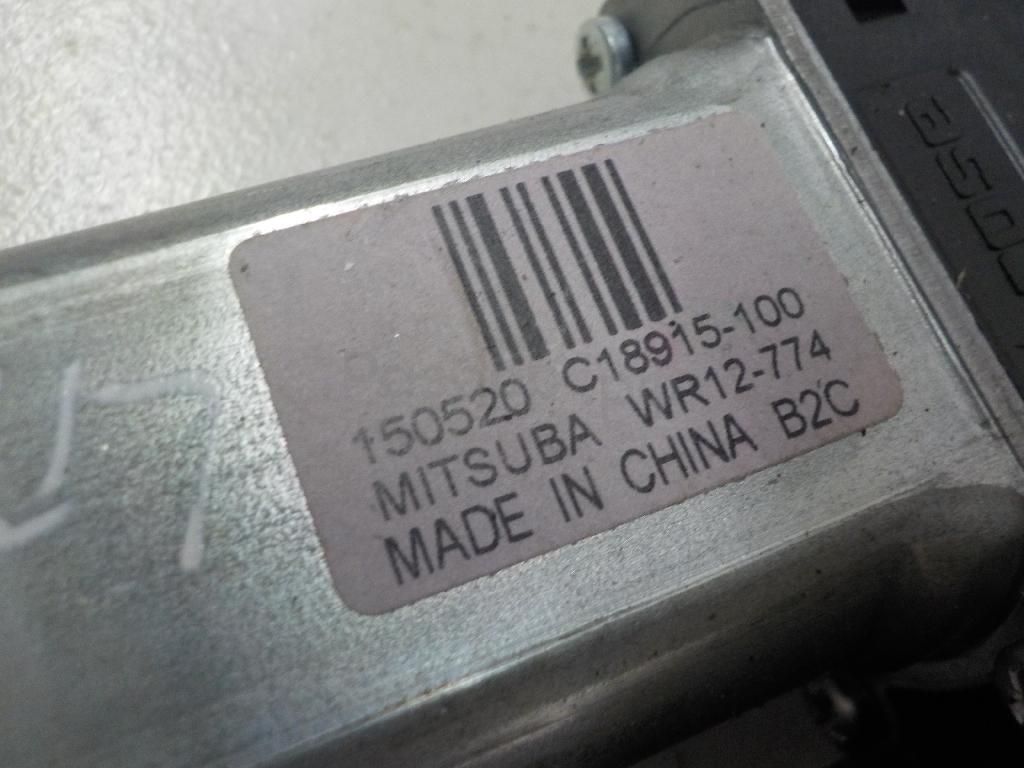 150520 C18915-100
MITSUBA WR12-774
MADE IN CHINA B2C